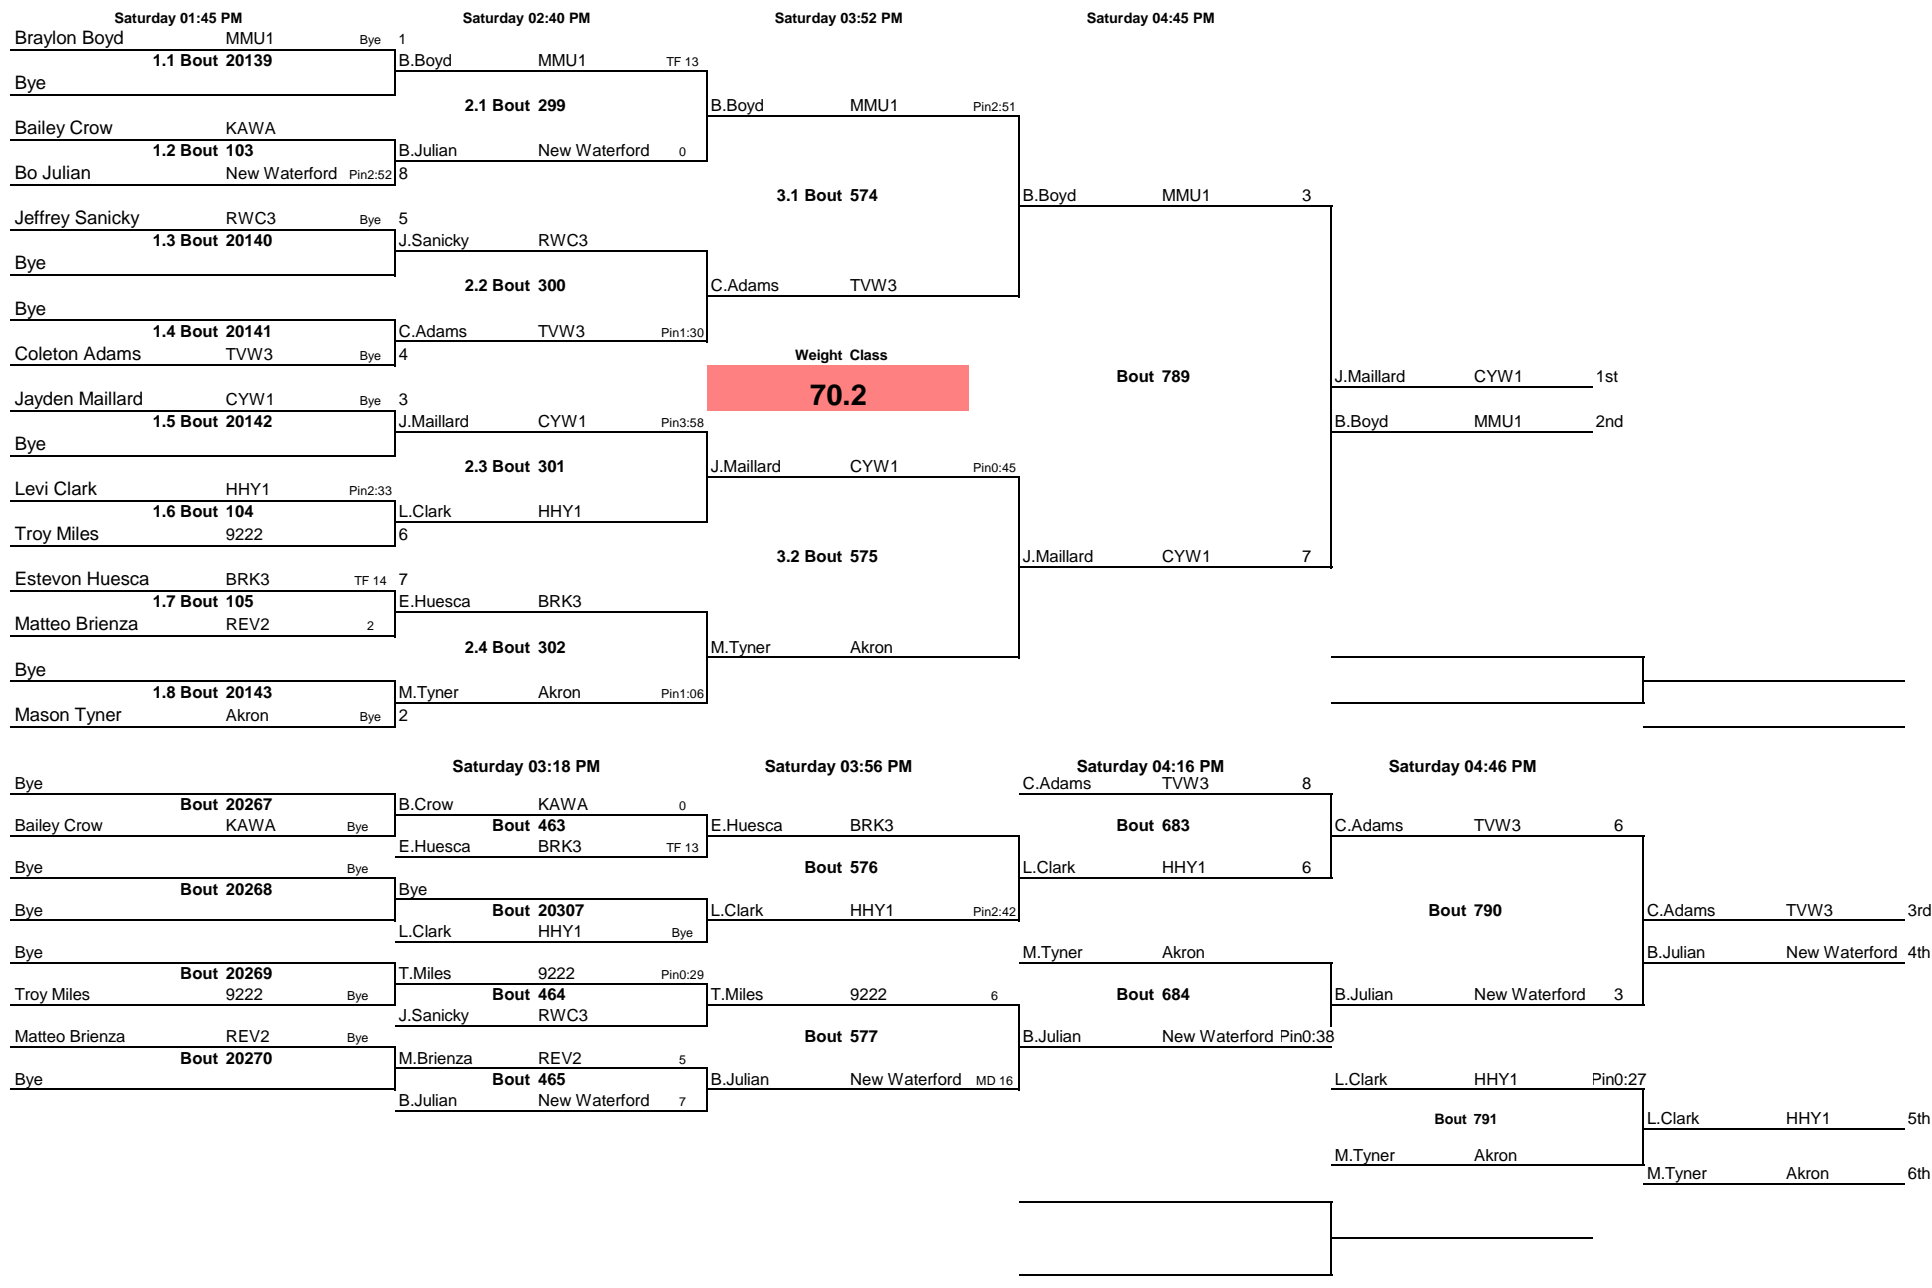 Saturday 01:45 PM Saturday 02:40 PM Saturday 03:52 PM Saturday 04:45 PM
Braylon Boyd MMU1 Bye 1
1.1 Bout 20139 B.Boyd MMU1 TF 13
Bye
2.1 Bout 299 B.Boyd MMU1 Pin2:51
Bailey Crow KAWA
1.2 Bout 103 B.Julian New Waterford 0
Bo Julian New Waterford Pin2:52 8
3.1 Bout 574 B.Boyd MMU1 3
Jeffrey Sanicky RWC3 Bye 5
1.3 Bout 20140 J.Sanicky RWC3
Bye
2.2 Bout 300 C.Adams TVW3
Bye
1.4 Bout 20141 C.Adams TVW3 Pin1:30
Coleton Adams TVW3 Bye 4 Weight Class
Bout 789 J.Maillard CYW1 1st
70.2
Jayden Maillard CYW1 Bye 3
1.5 Bout 20142 J.Maillard CYW1 Pin3:58 B.Boyd MMU1 2nd
Bye
2.3 Bout 301 J.Maillard CYW1 Pin0:45
Levi Clark HHY1 Pin2:33
1.6 Bout 104 L.Clark HHY1
Troy Miles 9222 6
3.2 Bout 575 J.Maillard CYW1 7
Estevon Huesca BRK3 TF 14 7
1.7 Bout 105 E.Huesca BRK3
Matteo Brienza REV2 2
2.4 Bout 302 M.Tyner Akron
Bye
1.8 Bout 20143 M.Tyner Akron Pin1:06
Mason Tyner Akron Bye 2
Saturday 03:18 PM Saturday 03:56 PM Saturday 04:16 PM Saturday 04:46 PM
Bye C.Adams TVW3 8
Bout 20267 B.Crow KAWA 0
Bailey Crow KAWA Bye Bout 463 E.Huesca BRK3 Bout 683 C.Adams TVW3 6
E.Huesca BRK3 TF 13
Bye Bye Bout 576 L.Clark HHY1 6
Bout 20268 Bye
Bye Bout 20307 L.Clark HHY1 Pin2:42 Bout 790 C.Adams TVW3 3rd
L.Clark HHY1 Bye
Bye M.Tyner Akron B.Julian New Waterford 4th
Bout 20269 T.Miles 9222 Pin0:29
Troy Miles 9222 Bye Bout 464 T.Miles 9222 6 Bout 684 B.Julian New Waterford 3
J.Sanicky RWC3
Matteo Brienza REV2 Bye Bout 577 B.Julian New Waterford Pin0:38
Bout 20270 M.Brienza REV2 5
Bye Bout 465 B.Julian New Waterford MD 16 L.Clark HHY1 Pin0:27
B.Julian New Waterford 7
Bout 791 L.Clark HHY1 5th
M.Tyner Akron
M.Tyner Akron 6th